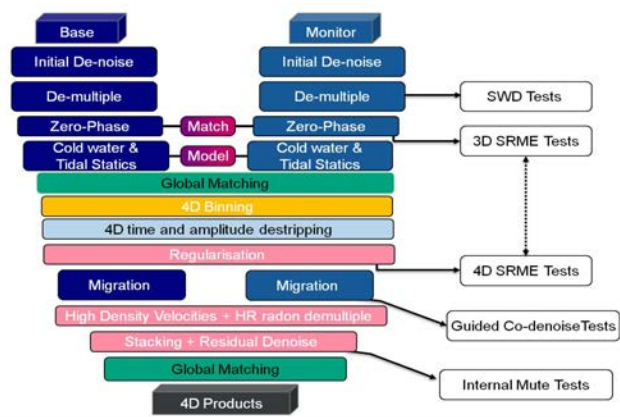 Base
Monitor
Initial De-noise
Initial De-noise
De-multiple
De-multiple
SWD Tests
Zero-Phase
Match
Zero-Phase
3D SRME Tests
Cold water &
Tidal Statics
Model
Cold water &
Tidal Statics
Global Matching
4D Binning
4D time and amplitude destripping
Regularisation
4D SRME Tests
Migration
Migration
High Density Velocities + HR radon demultiple
Guided Co-denoiseTests
Stacking + Residual Denoise
Global Matching
Internal Mute Tests
4D Products